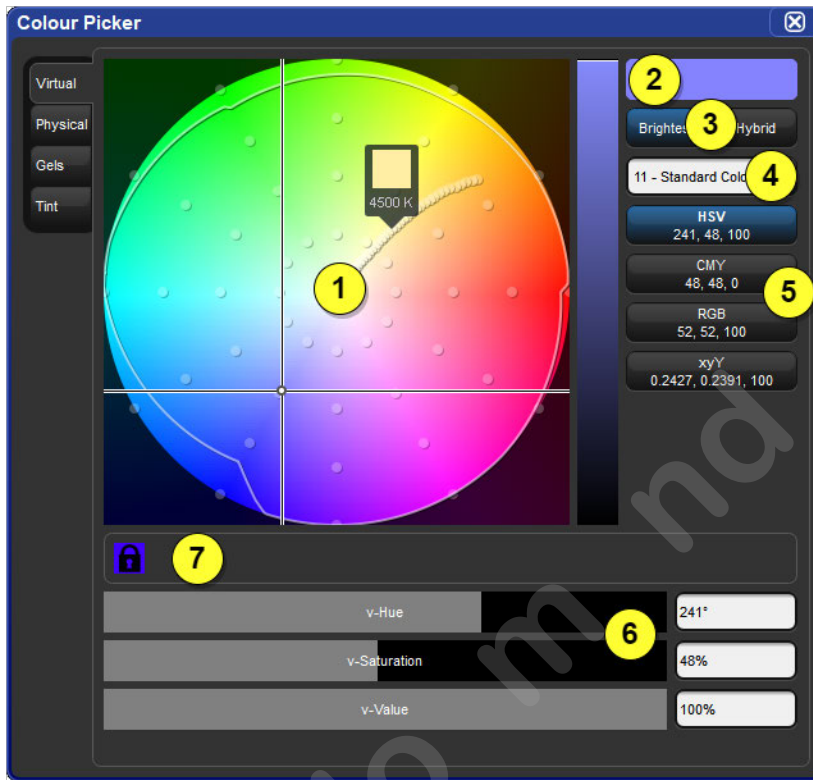 Colour Picker
Virtual
Physical
Gels
Tint
4500 K
1
2
3
Hybrid
11 - Standard
4
HSV
241, 48, 100
CMY
48, 48, 0
5
RGB
52, 52, 100
xyY
0.2427, 0.2391, 100
7
v-Hue
241°
6
v-Saturation
48%
v-Value
100%